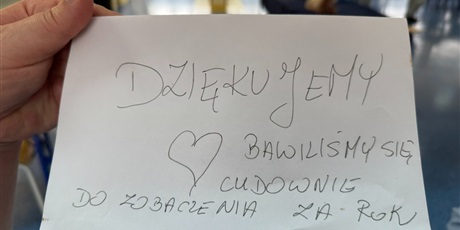 DZIĘKUJEMY
BAWILIŚMY SIĘ
CUDOWNIE
DO ZOBACZENIA ZA-ROK